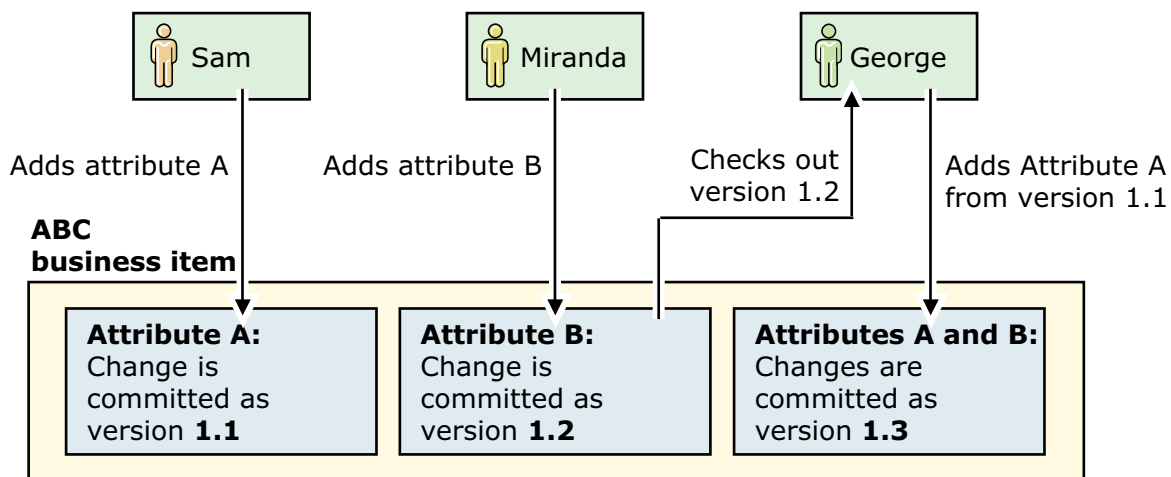 Sam
Miranda
George
Adds attribute A
Adds attribute B
Checks out
version 1.2
Adds Attribute A
from version 1.1
ABC
business item
Attribute A:
Change is
committed as
version 1.1
Attribute B:
Change is
committed as
version 1.2
Attributes A and B:
Changes are
committed as
version 1.3